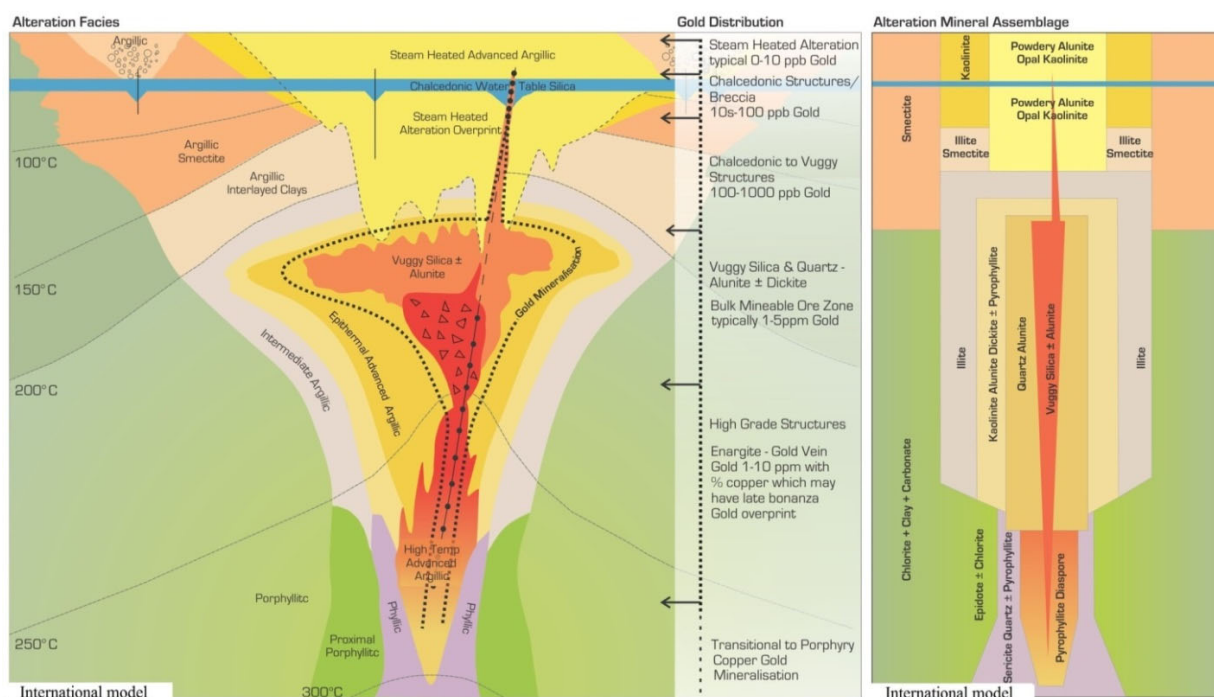 Alteration Facies
Gold Distribution
Alteration Mineral Assemblage
Argillic
Steam Heated Advanced Argillic
Chalcedonic Water Table Silica
Steam Heated
Alteration Overprint
Argillic
Smectite
Argillic
Interlayed Clays
100°C
150°C
200°C
250°C
300°C
Vuggy Silica ±
Alunite
Gold Mineralisation
Epithermal Advanced Argillic
Intermediate Argillic
High Temp
Advanced
Argillic
Porphyllitc
Proximal
Porphyllitc
Phyllic
Phyllic
International model
Steam Heated Alteration
typical 0-10 ppb Gold
Chalcedonic Structures/
Breccia
10s-100 ppb Gold
Chalcedonic to Vuggy
Structures
100-1000 ppb Gold
Vuggy Silica & Quartz -
Alunite ± Dickite
Bulk Mineable Ore Zone
typically 1-5ppm Gold
High Grade Structures
Enargite - Gold Vein
Gold 1-10 ppm with
% copper which may
have late bonanza
Gold overprint
Transitional to Porphyry
Copper Gold
Mineralisation
Smectite
Kaolinite
Powdery Alunite
Opal Kaolinite
Powdery Alunite
Opal Kaolinite
Illite
Smectite
Illite
Smectite
Illite
Kaolinite Alunite Dickite ± Pyrophyllite
Quartz Alunite
Vuggy Silica ± Alunite
Illite
Chlorite + Clay + Carbonate
Epidote ± Chlorite
Sericite Quartz ± Pyrophyllite
Pyrophyllite Diaspore
International model